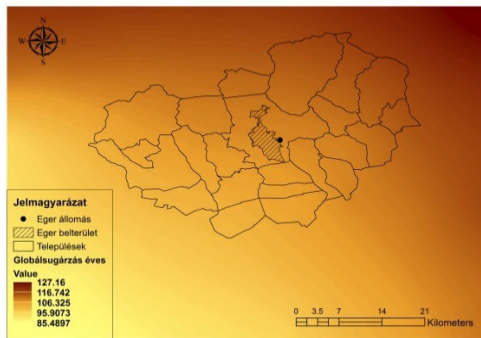 N
W E
S
Jelmagyarázat
Eger állomás
Eger belterület
Települések
Globálsugárzás éves
Value
127.16
116.742
106.325
95.9073
85.4897
0 3.5 7 14 21
Kilometers